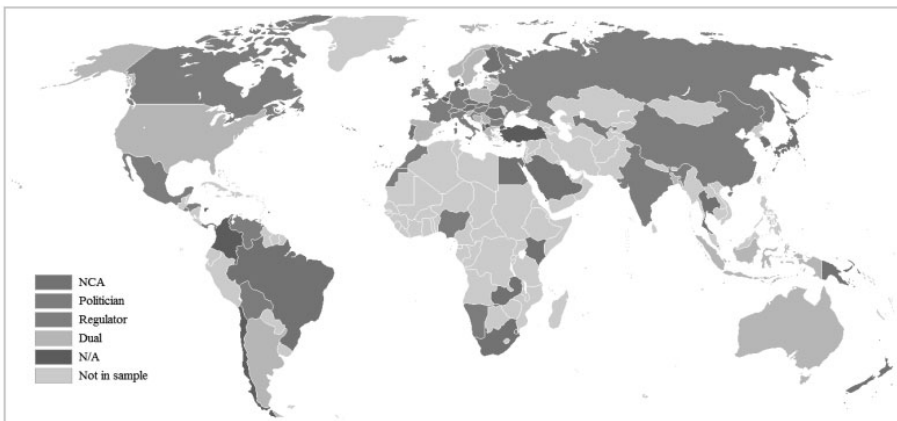 NCA
Politician
Regulator
Dual
N/A
Not in sample